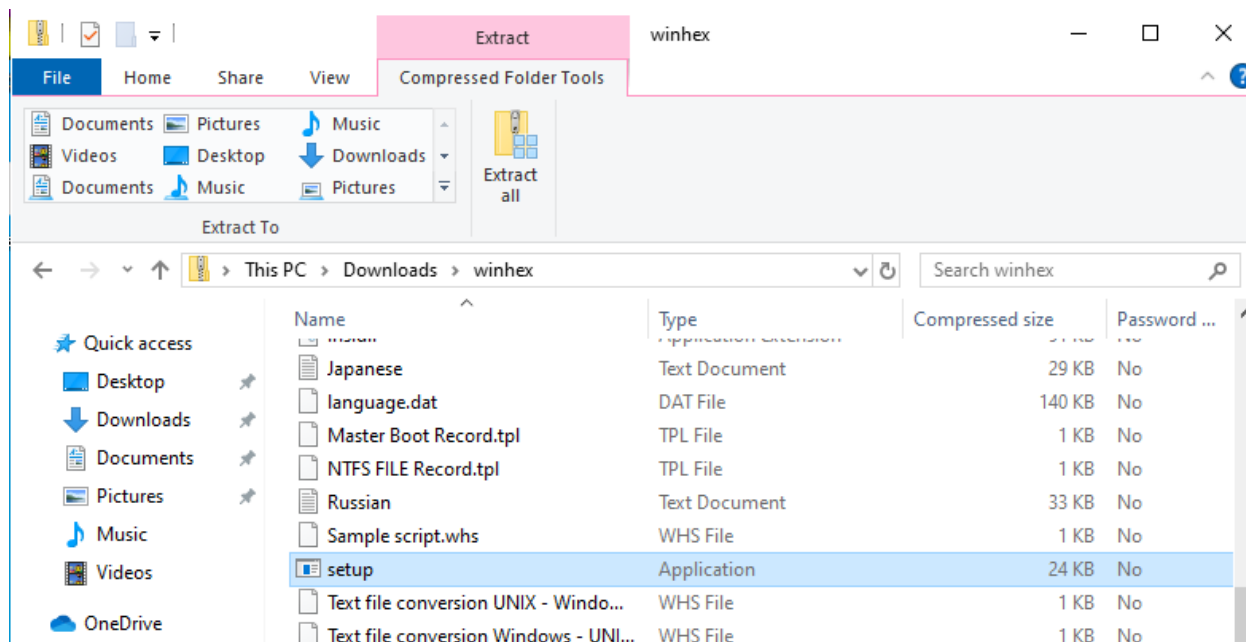 Extract
winhex
File
Home
Share
View
Compressed Folder Tools
?
Documents
Pictures
Music
Videos
Desktop
Downloads
Documents
Music
Pictures
Extract
all
Extract To
This PC > Downloads > winhex
Search winhex
Quick access
Desktop
Downloads
Documents
Pictures
Music
Videos
OneDrive
Name Type Compressed size Password ...
Japanese Text Document 29 KB No
language.dat DAT File 140 KB No
Master Boot Record.tpl TPL File 1 KB No
NTFS FILE Record.tpl TPL File 1 KB No
Russian Text Document 33 KB No
Sample script.whs WHS File 1 KB No
setup Application 24 KB No
Text file conversion UNIX - Windo... WHS File 1 KB No
Text file conversion Windows - UNI... WHS File 1 KB No